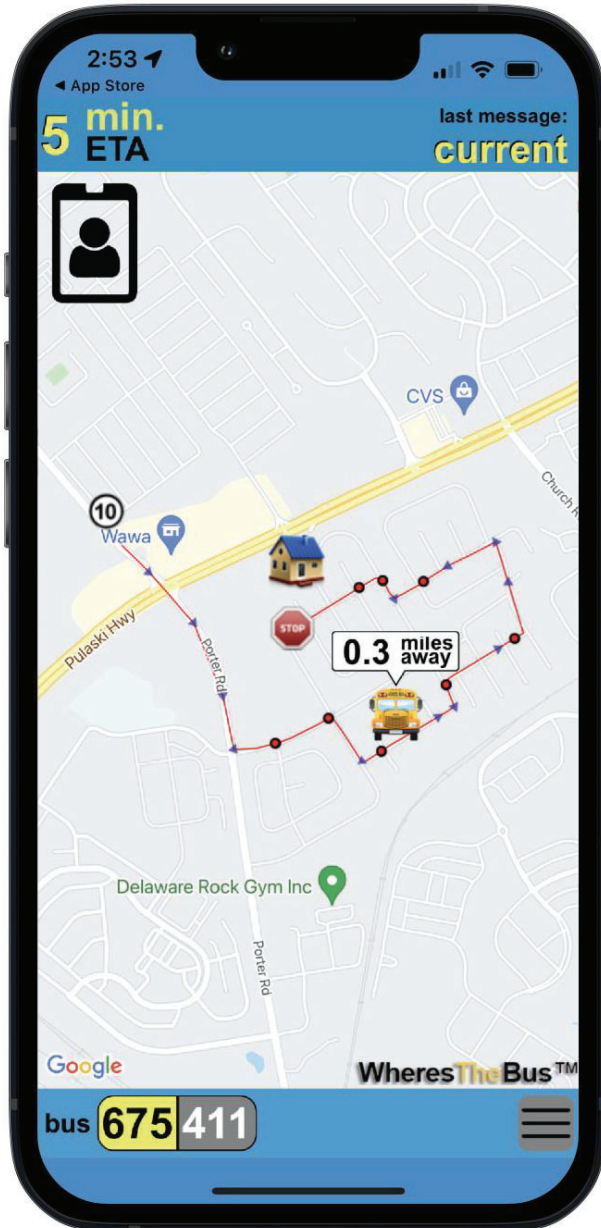 2:53
◀ App Store
5 min.
ETA
last message:
current
CVS
Church R
10
Wawa
Pulaski Hwy
Porter Rd
STOP
0.3 miles
away
Delaware Rock Gym Inc
Porter Rd
Google
WheresTheBus™
bus 675 411